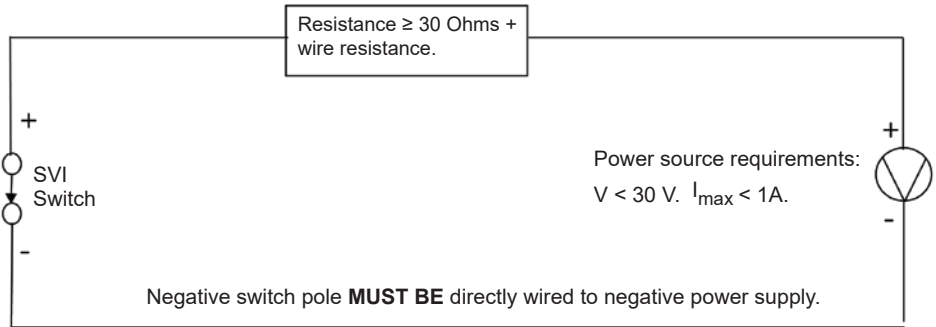 Resistance ≥ 30 Ohms +
wire resistance.
+
SVI
Switch
-
Power source requirements:
V < 30 V. Imax < 1A.
+
-
Negative switch pole MUST BE directly wired to negative power supply.